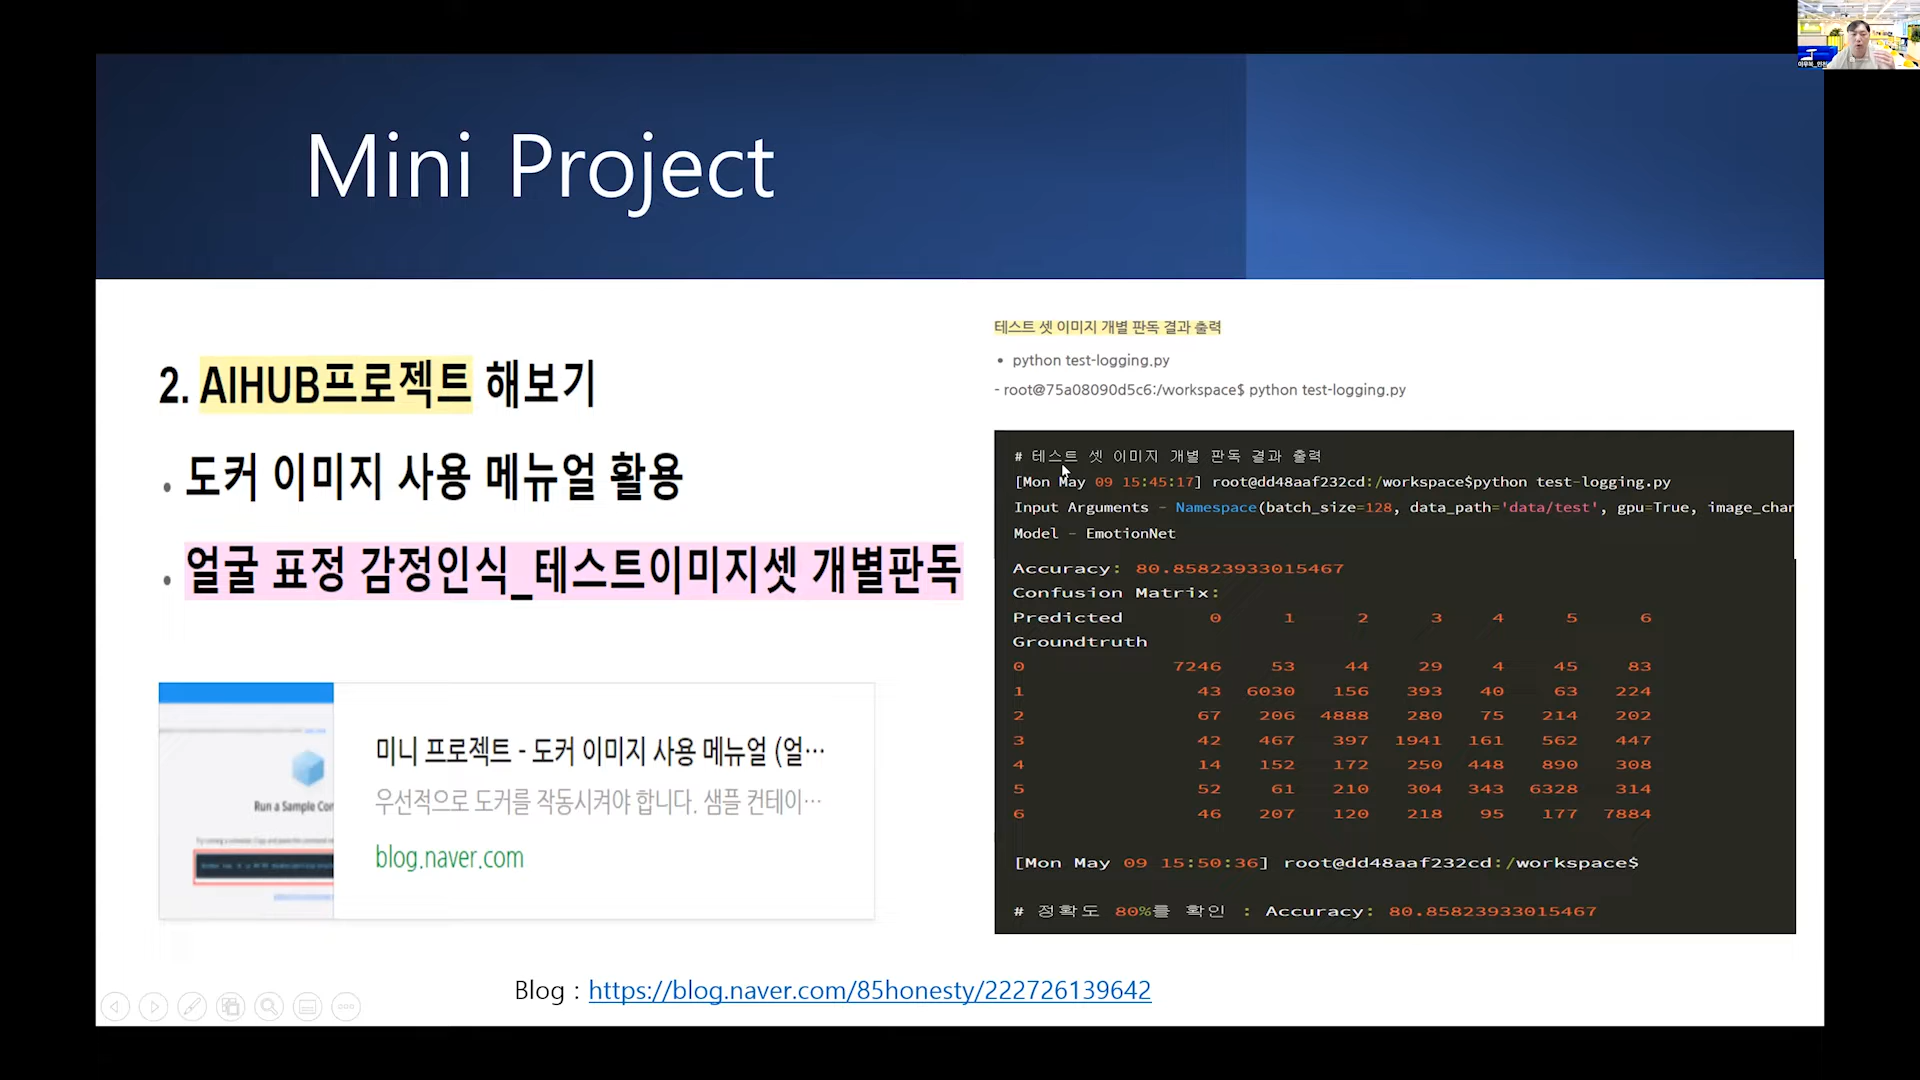 Mini Project
2. AIHUB프로젝트 해보기
• 도커 이미지 사용 메뉴얼 활용
• 얼굴 표정 감정인식_테스트이미지셋 개별판독
Run a Sample Con
미니 프로젝트 - 도커 이미지 사용 메뉴얼 (얼…
우선적으로 도커를 작동시켜야 합니다. 샘플 컨테이…
blog.naver.com
테스트 셋 이미지 개별 판독 결과 출력
• python test-logging.py
- root@75a08090d5c6:/workspace$ python test-logging.py
# 테스트 셋 이미지 개별 판독 결과 출력
[Mon May 09 15:45:17] root@dd48aaf232cd:/workspace$python test-logging.py
Input Arguments - Namespace(batch_size=128, data_path='data/test', gpu=True, image_char
Model - EmotionNet
Accuracy: 80.85823933015467
Confusion Matrix:
Predicted 0 1 2 3 4 5 6
Groundtruth
0 7246 53 44 29 4 45 83
1 43 6030 156 393 40 63 224
2 67 206 4888 280 75 214 202
3 42 467 397 1941 161 562 447
4 14 152 172 250 448 890 308
5 52 61 210 304 343 6328 314
6 46 207 120 218 95 177 7884
[Mon May 09 15:50:36] root@dd48aaf232cd:/workspace$
# 정확도 80%를 확인 : Accuracy: 80.85823933015467
Blog : https://blog.naver.com/85honesty/222726139642